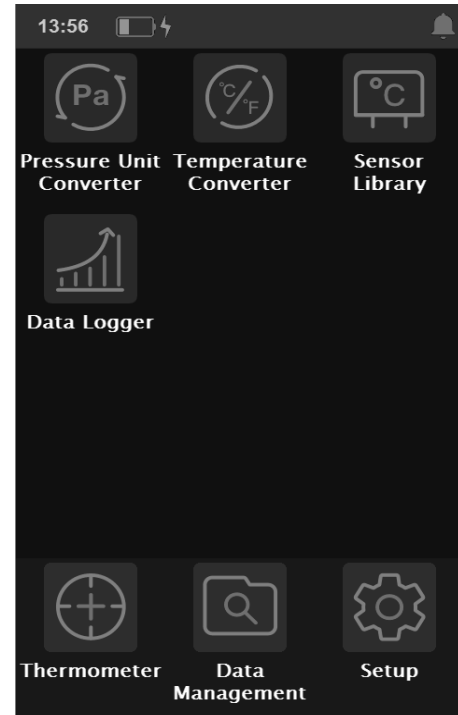 13:56
Pa
°C/°F
°C
Pressure Unit
Converter
Temperature
Converter
Sensor
Library
Data Logger
Thermometer
Data
Management
Setup